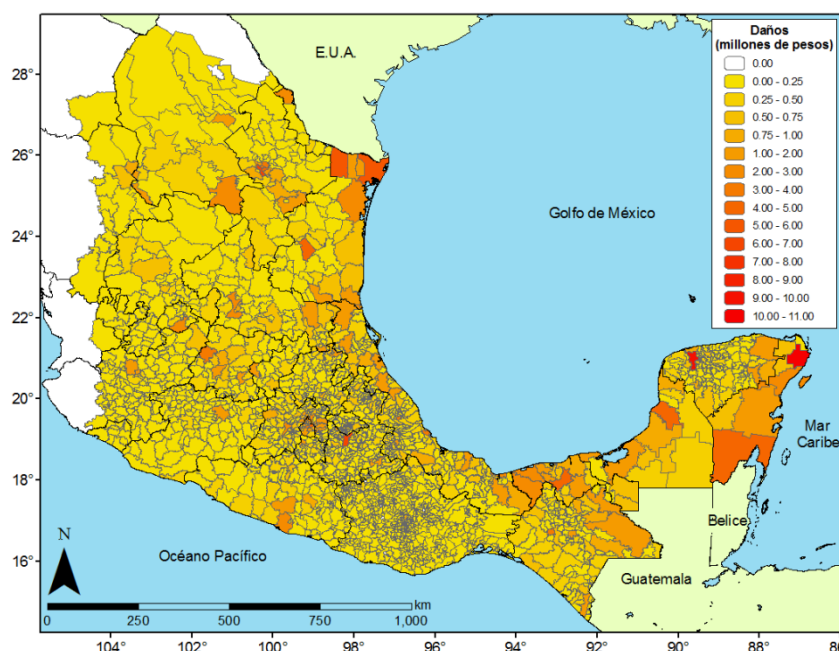 E.U.A.
Daños
(millones de pesos)
0.00
0.00 - 0.25
0.25 - 0.50
0.50 - 0.75
0.75 - 1.00
1.00 - 2.00
2.00 - 3.00
3.00 - 4.00
4.00 - 5.00
5.00 - 6.00
6.00 - 7.00
7.00 - 8.00
8.00 - 9.00
9.00 - 10.00
10.00 - 11.00
28°
26°
24°
22°
20°
18°
16°
Golfo de México
Mar
Caribe
Belice
Guatemala
Océano Pacífico
N
km
0 250 500 750 1,000
104° 102° 100° 98° 96° 94° 92° 90° 88° 86